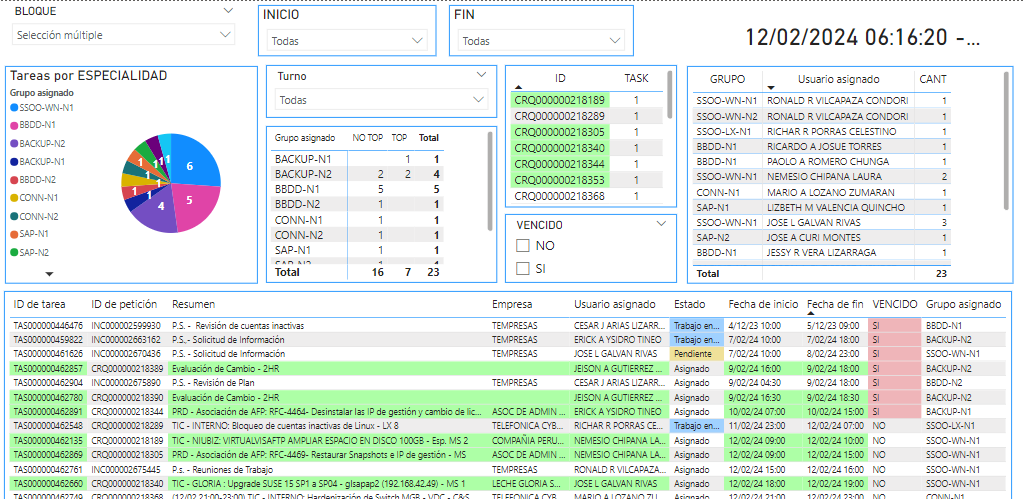 BLOQUE
Selección múltiple
INICIO
Todas
FIN
Todas
12/02/2024 06:16:20 -...
Tareas por ESPECIALIDAD
Grupo asignado
SSOO-WN-N1
BBDD-N1
BACKUP-N2
BACKUP-N1
BBDD-N2
CONN-N1
CONN-N2
SAP-N1
SAP-N2
6
5
4
1
1
1
1
1
1
1
Turno
Todas
Grupo asignado NO TOP TOP Total
BACKUP-N1 1 1
BACKUP-N2 2 2 4
BBDD-N1 5 5
BBDD-N2 1 1
CONN-N1 1 1
CONN-N2 1 1
SAP-N1 1 1
SAP-N2 1 1
Total 16 7 23
ID TASK
CRQ000000218189 1
CRQ000000218289 1
CRQ000000218305 1
CRQ000000218340 1
CRQ000000218344 1
CRQ000000218353 1
CRQ000000218368 1
VENCIDO
NO
SI
GRUPO Usuario asignado CANT
SSOO-WN-N1 RONALD R VILCAPAZA CONDORI 1
SSOO-WN-N2 RONALD R VILCAPAZA CONDORI 1
SSOO-LX-N1 RICHAR R PORRAS CELESTINO 1
BBDD-N1 RICARDO A JOSUE TORRES 1
BBDD-N1 PAOLO A ROMERO CHUNGA 1
SSOO-WN-N1 NEMESIO CHIPANA LAURA 2
CONN-N1 MARIO A LOZANO ZUMARAN 1
SAP-N1 LIZBETH M VALENCIA QUINCHO 1
SSOO-WN-N1 JOSE L GALVAN RIVAS 3
SAP-N2 JOSE A CURI MONTES 1
BBDD-N1 JESSY R VERA LIZARRAGA 1
Total 23
ID de tarea ID de petición Resumen Empresa Usuario asignado Estado Fecha de inicio Fecha de fin VENCIDO Grupo asignado
TAS000000446476 INC000002599930 P.S. - Revisión de cuentas inactivas TEMPRESAS CESAR J ARIAS LIZARR... Trabajo en... 4/12/23 10:00 5/12/23 09:00 SI BBDD-N1
TAS000000459822 INC000002663162 P.S. - Solicitud de Información TEMPRESAS ERICK A YSIDRO TINEO Trabajo en... 7/02/24 10:00 7/02/24 18:00 SI BACKUP-N2
TAS000000461626 INC000002670436 P.S. - Solicitud de Información TEMPRESAS JOSE L GALVAN RIVAS Pendiente 7/02/24 10:00 8/02/24 23:00 SI SSOO-WN-N1
TAS000000462857 CRQ000000218389 Evaluación de Cambio - 2HR JEISON A GUTIERREZ ... Asignado 9/02/24 16:00 9/02/24 18:00 SI BACKUP-N2
TAS000000462904 INC000002675890 P.S. - Revisión de Plan TEMPRESAS CESAR J ARIAS LIZARR... Asignado 9/02/24 04:30 9/02/24 18:00 SI BBDD-N2
TAS000000462780 CRQ000000218390 Evaluación de Cambio - 2HR JEISON A GUTIERREZ ... Asignado 9/02/24 16:30 9/02/24 18:30 SI BACKUP-N2
TAS000000462891 CRQ000000218344 PRD - Asociación de AFP: RFC-4464- Desinstalar las IP de gestión y cambio de lic... ASOC DE ADMIN ... ERICK A YSIDRO TINEO Asignado 10/02/24 07:00 10/02/24 15:00 SI BACKUP-N1
TAS000000462548 CRQ000000218289 TIC - INTERNO: Bloqueo de cuentas inactivas de Linux - LX 8 TELEFONICA CYB... RICHAR R PORRAS CEL... Trabajo en... 11/02/24 23:00 12/02/24 07:00 NO SSOO-LX-N1
TAS000000462135 CRQ000000218189 TIC - NIUBIZ: VIRTUALVISAFTP AMPLIAR ESPACIO EN DISCO 100GB - Esp. MS 2 COMPAÑIA PERU... NEMESIO CHIPANA LA... Asignado 12/02/24 09:00 12/02/24 10:00 NO SSOO-WN-N1
TAS000000462869 CRQ000000218305 PRD - Asociación de AFP: RFC-4469- Restaurar Snapshots e IP de gestión - MS ASOC DE ADMIN ... NEMESIO CHIPANA LA... Asignado 12/02/24 09:00 12/02/24 15:00 NO SSOO-WN-N1
TAS000000462761 INC000002675445 P.s. - Reuniones de Trabajo TEMPRESAS RONALD R VILCAPAZA... Asignado 12/02/24 15:00 12/02/24 16:00 NO SSOO-WN-N1
TAS000000462660 CRQ000000218340 TIC - GLORIA : Upgrade SUSE 15 SP1 a SP04 - glsapap2 (192.168.42.49) - MS 1 LECHE GLORIA S... JOSE L GALVAN RIVAS Asignado 12/02/24 18:00 12/02/24 19:00 NO SSOO-WN-N1
TAS000000462749 CRQ000000218368 (12/02 21:00-23:00) TIC - INTERNO: Hardenización de Switch MGR - VDC - C&S TELEFONICA CYB... MARIO A LOZANO ZU... Asignado 12/02/24 21:00 12/02/24 23:00 NO CONN-N1